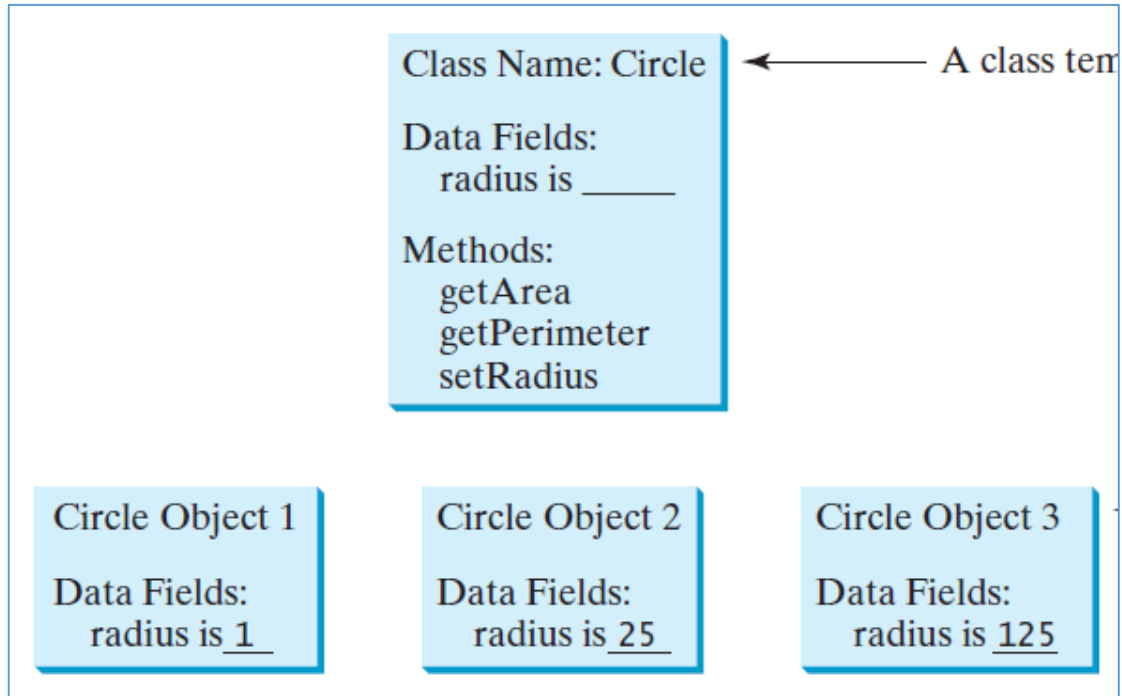 Class Name: Circle
A class
Data Fields:
radius is _____
Methods:
getArea
getPerimeter
setRadius
Circle Object 1
Data Fields:
radius is 1
Circle Object 2
Data Fields:
radius is 25
Circle Object 3
Data Fields:
radius is 125